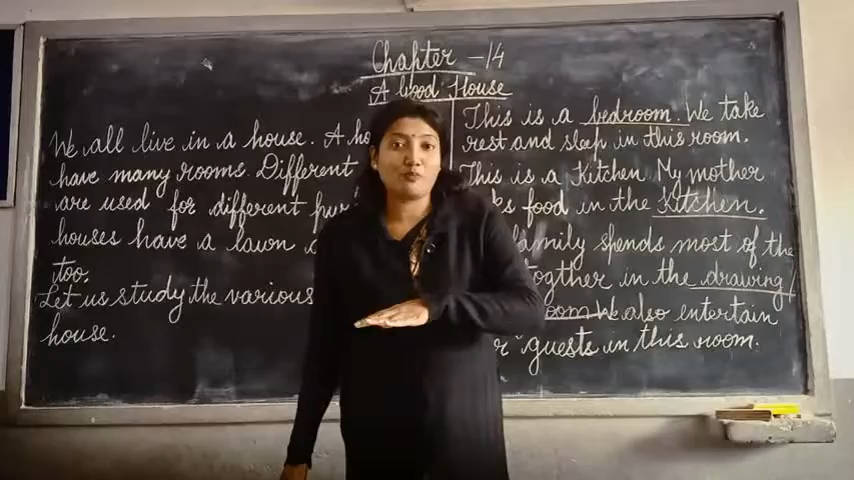 Chapter - 14
A Good House
We all live in a house. A
have many rooms. Different
are used for different
houses have a lawn
too.
Let us study the various
house.
This is a bedroom. We take
rest and sleep in this room.
This is a Kitchen. My mother
food in the Kitchen.
family spends most of the
together in the drawing
room. We also entertain
guests in this room.